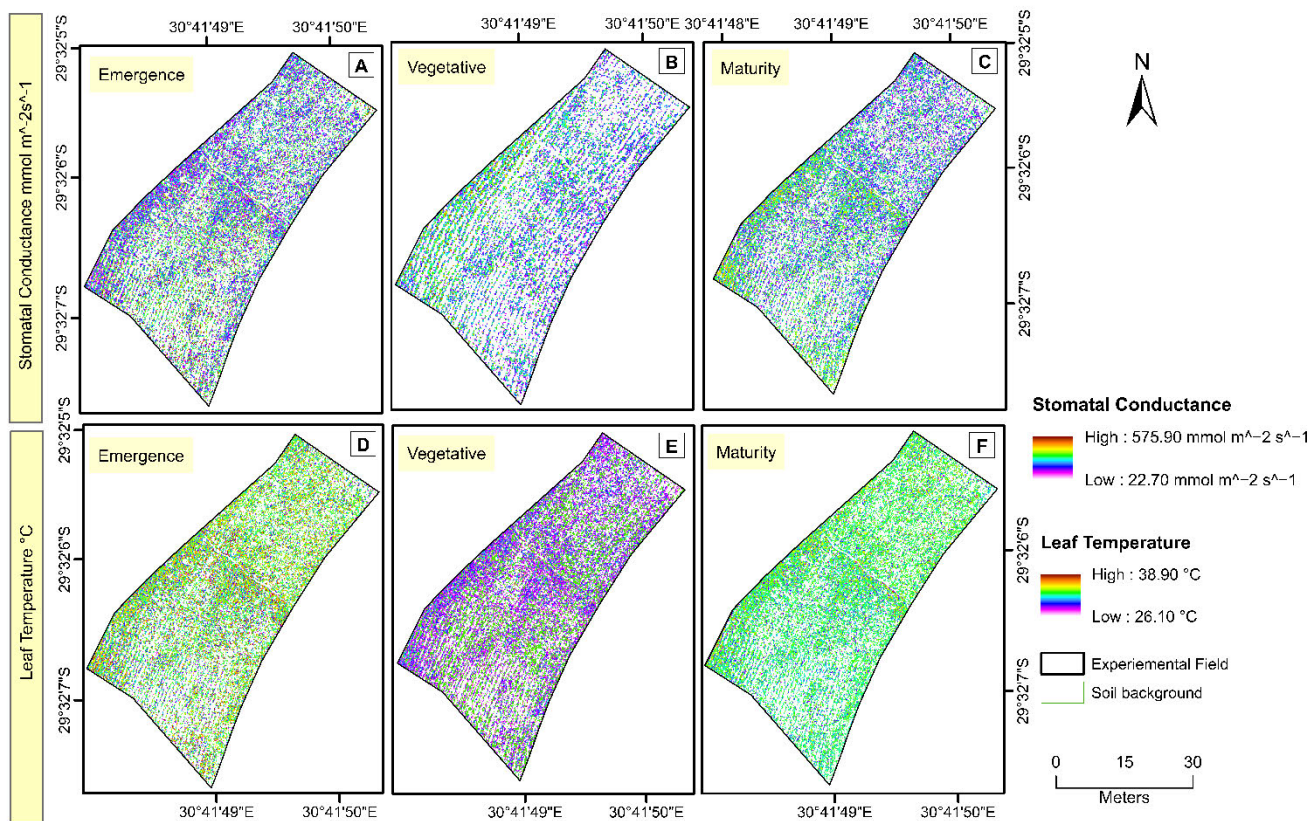 30°41'49"E
30°41'50"E
30°41'49"E
30°41'50"E
30°41'48"E
30°41'49"E
30°41'50"E
Stomatal Conductance mmol m^-2s^-1
29°32'5"S
29°32'6"S
29°32'7"S
Emergence
A
Vegetative
B
Maturity
C
29°32'5"S
29°32'6"S
29°32'7"S
N
Leaf Temperature °C
29°32'5"S
29°32'6"S
29°32'7"S
Emergence
D
Vegetative
E
Maturity
F
29°32'6"S
29°32'7"S
30°41'49"E
30°41'50"E
30°41'49"E
30°41'50"E
30°41'49"E
30°41'50"E
Stomatal Conductance
High : 575.90 mmol m^−2 s^−1
Low : 22.70 mmol m^−2 s^−1
Leaf Temperature
High : 38.90 °C
Low : 26.10 °C
Experiemental Field
Soil background
0 15 30
Meters